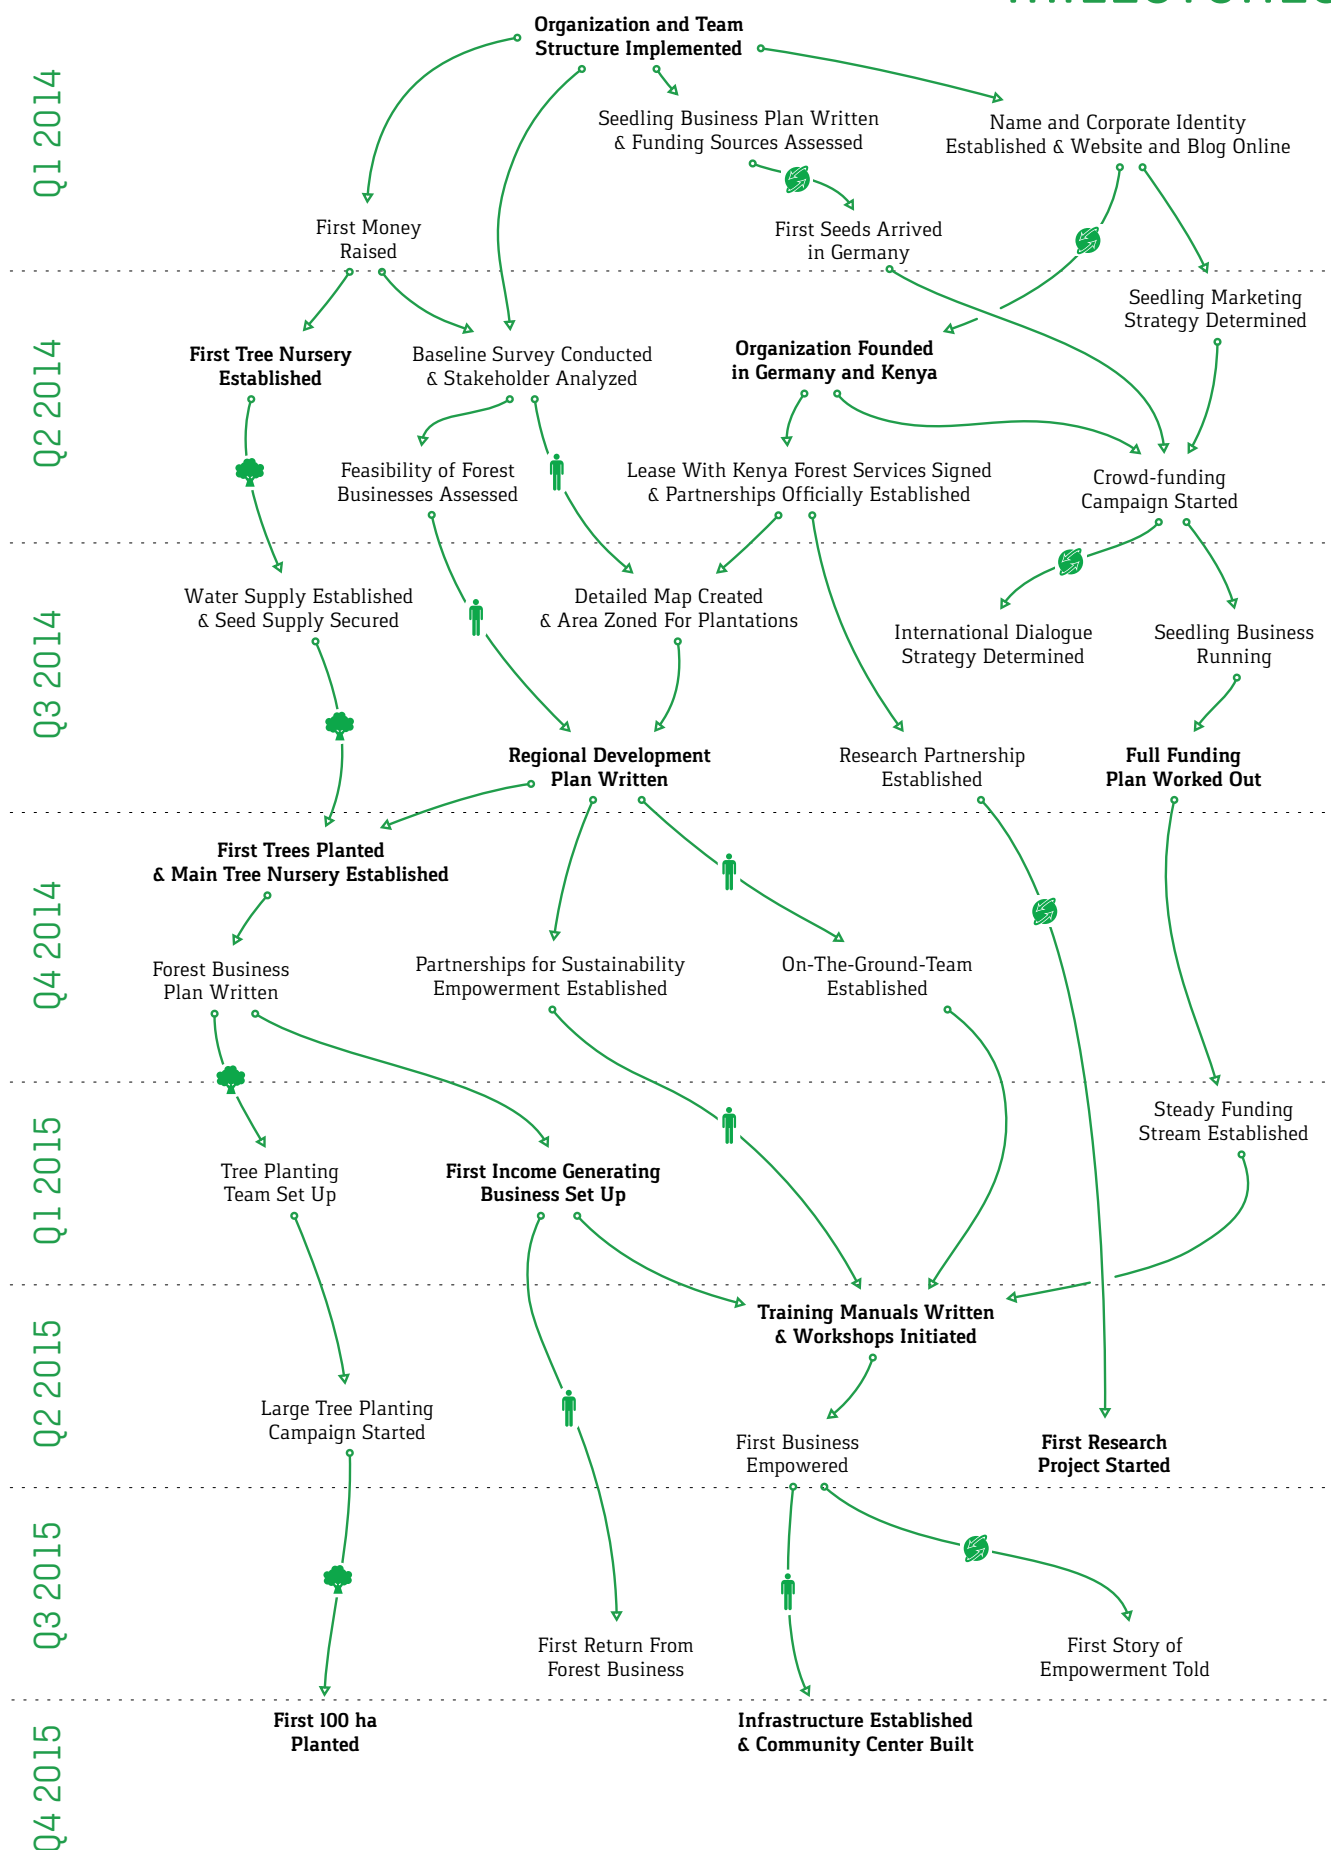 Organization and Team
Structure Implemented
Q1 2014
Seedling Business Plan Written
& Funding Sources Assessed
Name and Corporate Identity
Established & Website and Blog Online
First Money
Raised
First Seeds Arrived
in Germany
Q2 2014
Seedling Marketing
Strategy Determined
First Tree Nursery
Established
Baseline Survey Conducted
& Stakeholder Analyzed
Organization Founded
in Germany and Kenya
Feasibility of Forest
Businesses Assessed
Lease With Kenya Forest Services Signed
& Partnerships Officially Established
Crowd-funding
Campaign Started
Q3 2014
Water Supply Established
& Seed Supply Secured
Detailed Map Created
& Area Zoned For Plantations
International Dialogue
Strategy Determined
Seedling Business
Running
Regional Development
Plan Written
Research Partnership
Established
Full Funding
Plan Worked Out
Q4 2014
First Trees Planted
& Main Tree Nursery Established
Forest Business
Plan Written
Partnerships for Sustainability
Empowerment Established
On-The-Ground-Team
Established
Q1 2015
Steady Funding
Stream Established
Tree Planting
Team Set Up
First Income Generating
Business Set Up
Q2 2015
Training Manuals Written
& Workshops Initiated
Large Tree Planting
Campaign Started
First Business
Empowered
First Research
Project Started
Q3 2015
First Return From
Forest Business
First Story of
Empowerment Told
Q4 2015
First 100 ha
Planted
Infrastructure Established
& Community Center Built